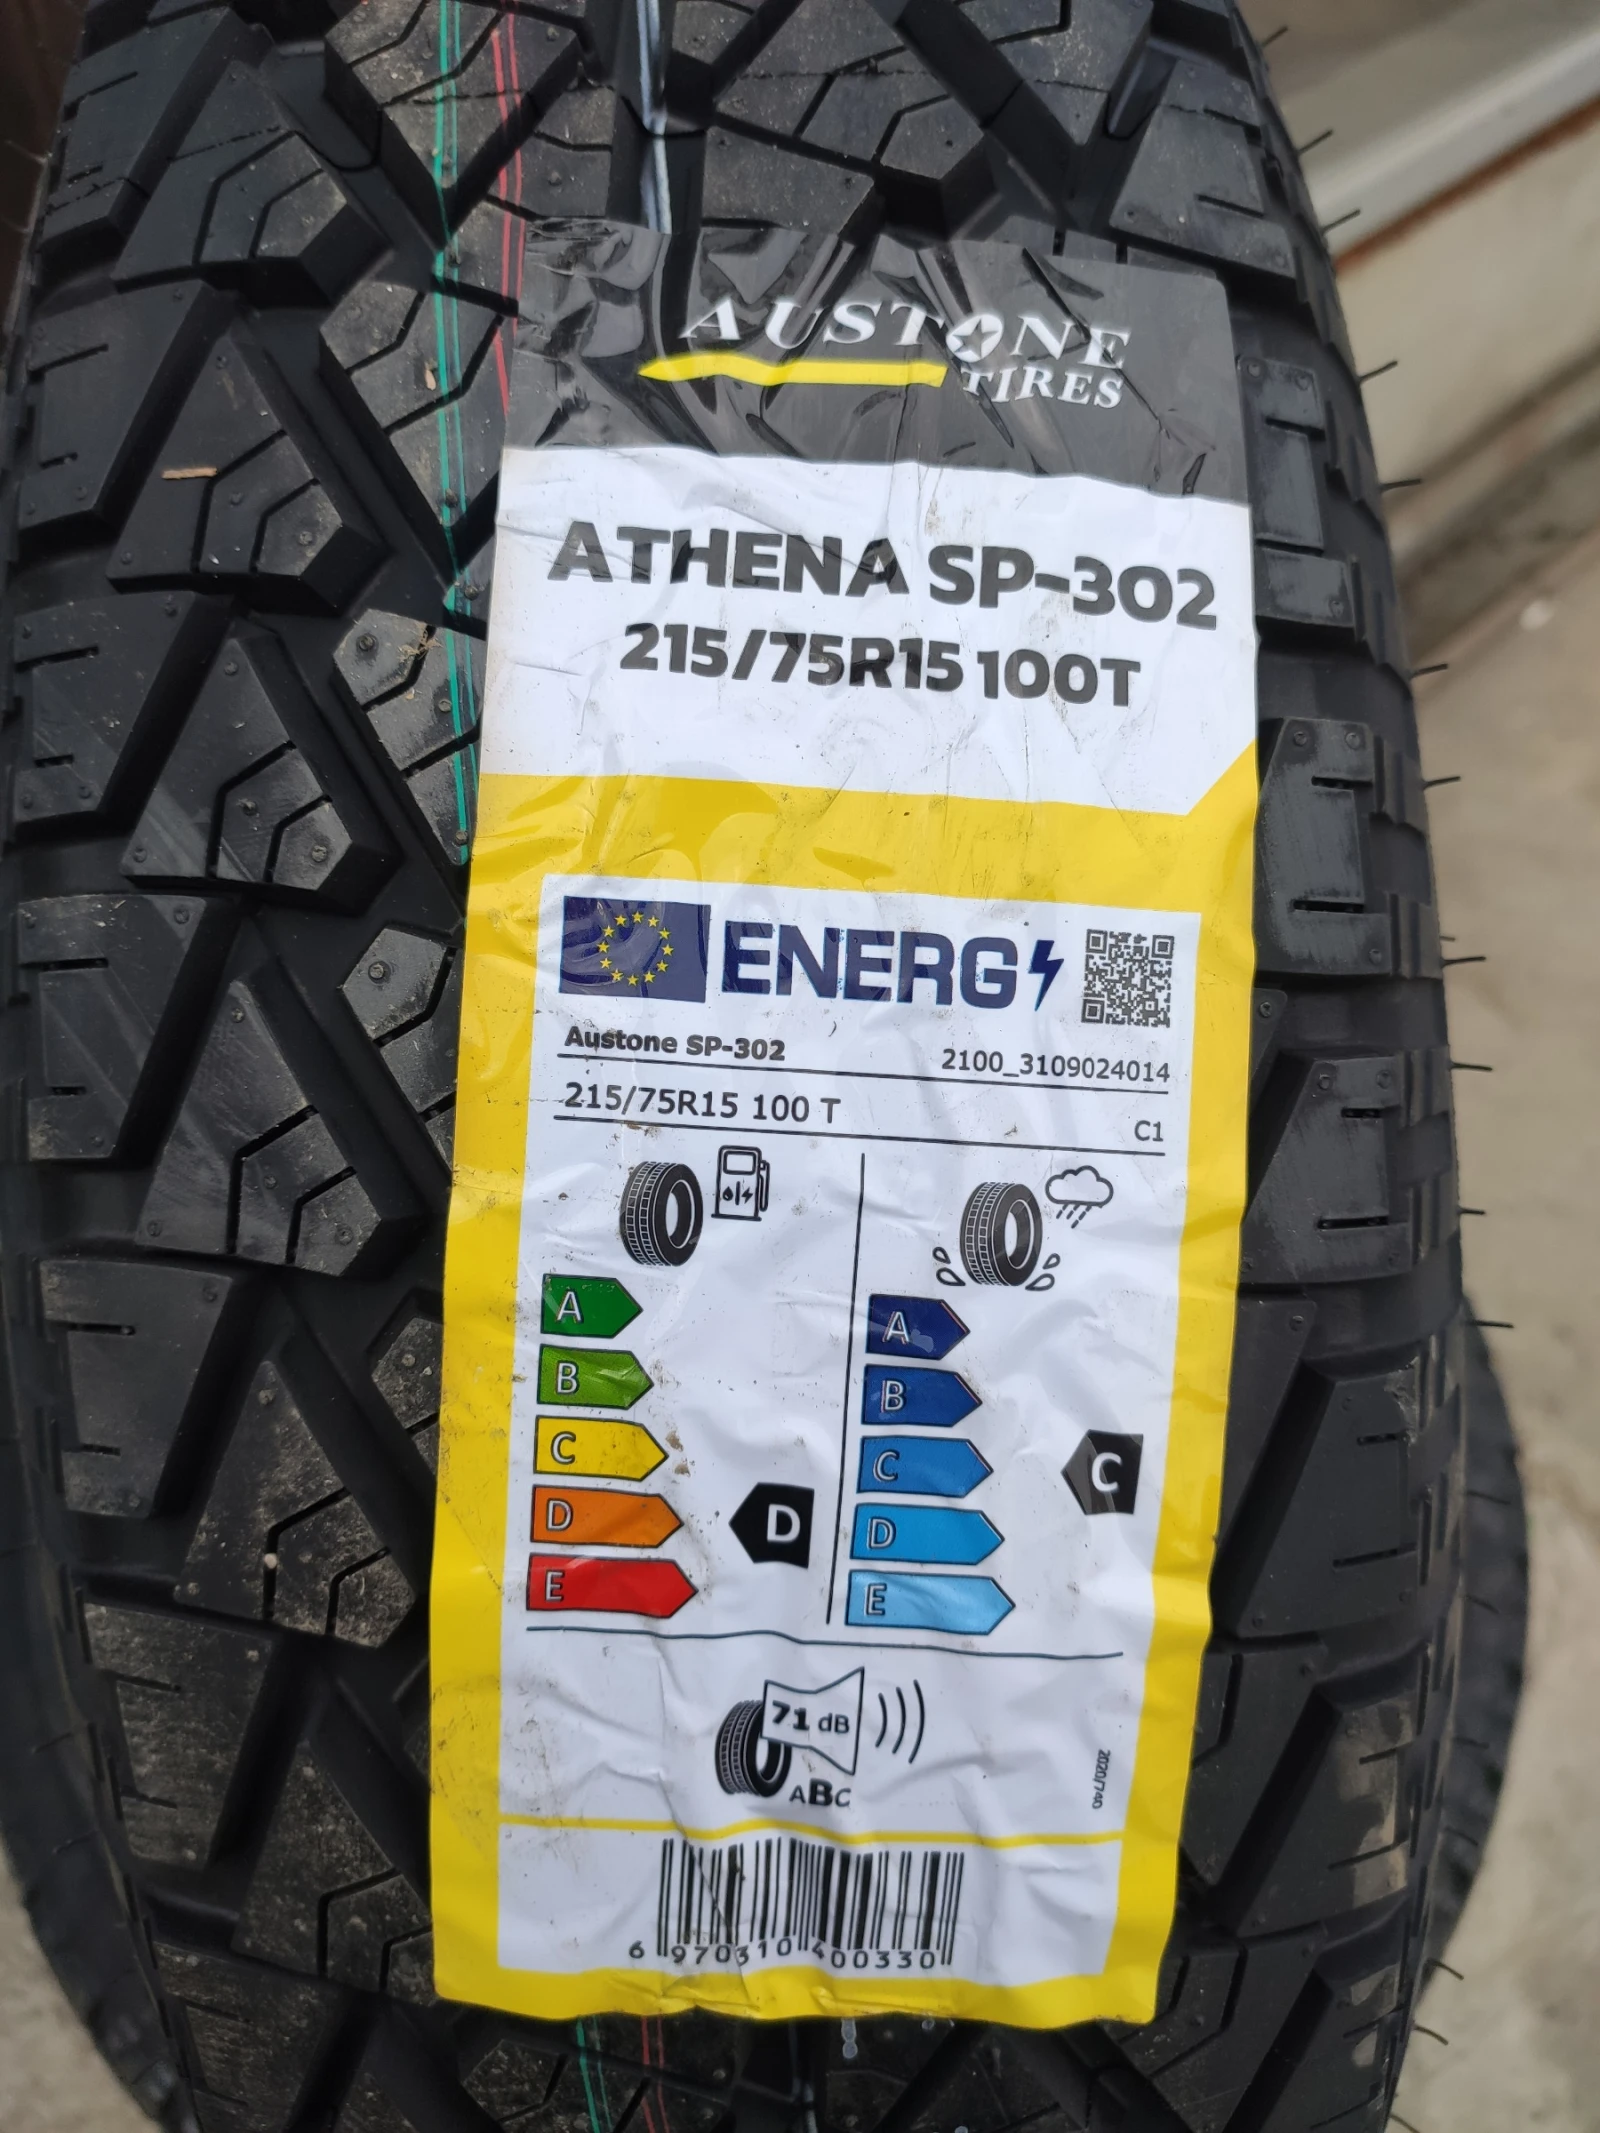 AUSTONE
TIRES
ATHENA SP-302
215/75R15 100T
ENERG
Austone SP-302
2100_3109024014
215/75R15 100 T
C1
A
B
C
D
E
D
A
B
C
D
E
C
71 dB
ABC
2020/740
6 970310 400330